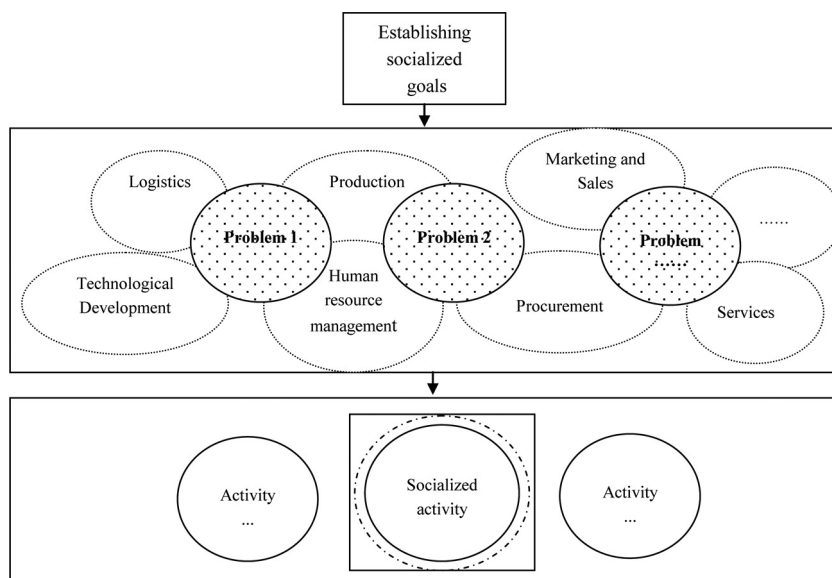 Establishing
socialized
goals
Logistics
Production
Marketing and
Sales
Problem 1
Problem 2
Problem
......
......
Technological
Development
Human
resource
management
Procurement
Services
Activity
...
Socialized
activity
Activity
...